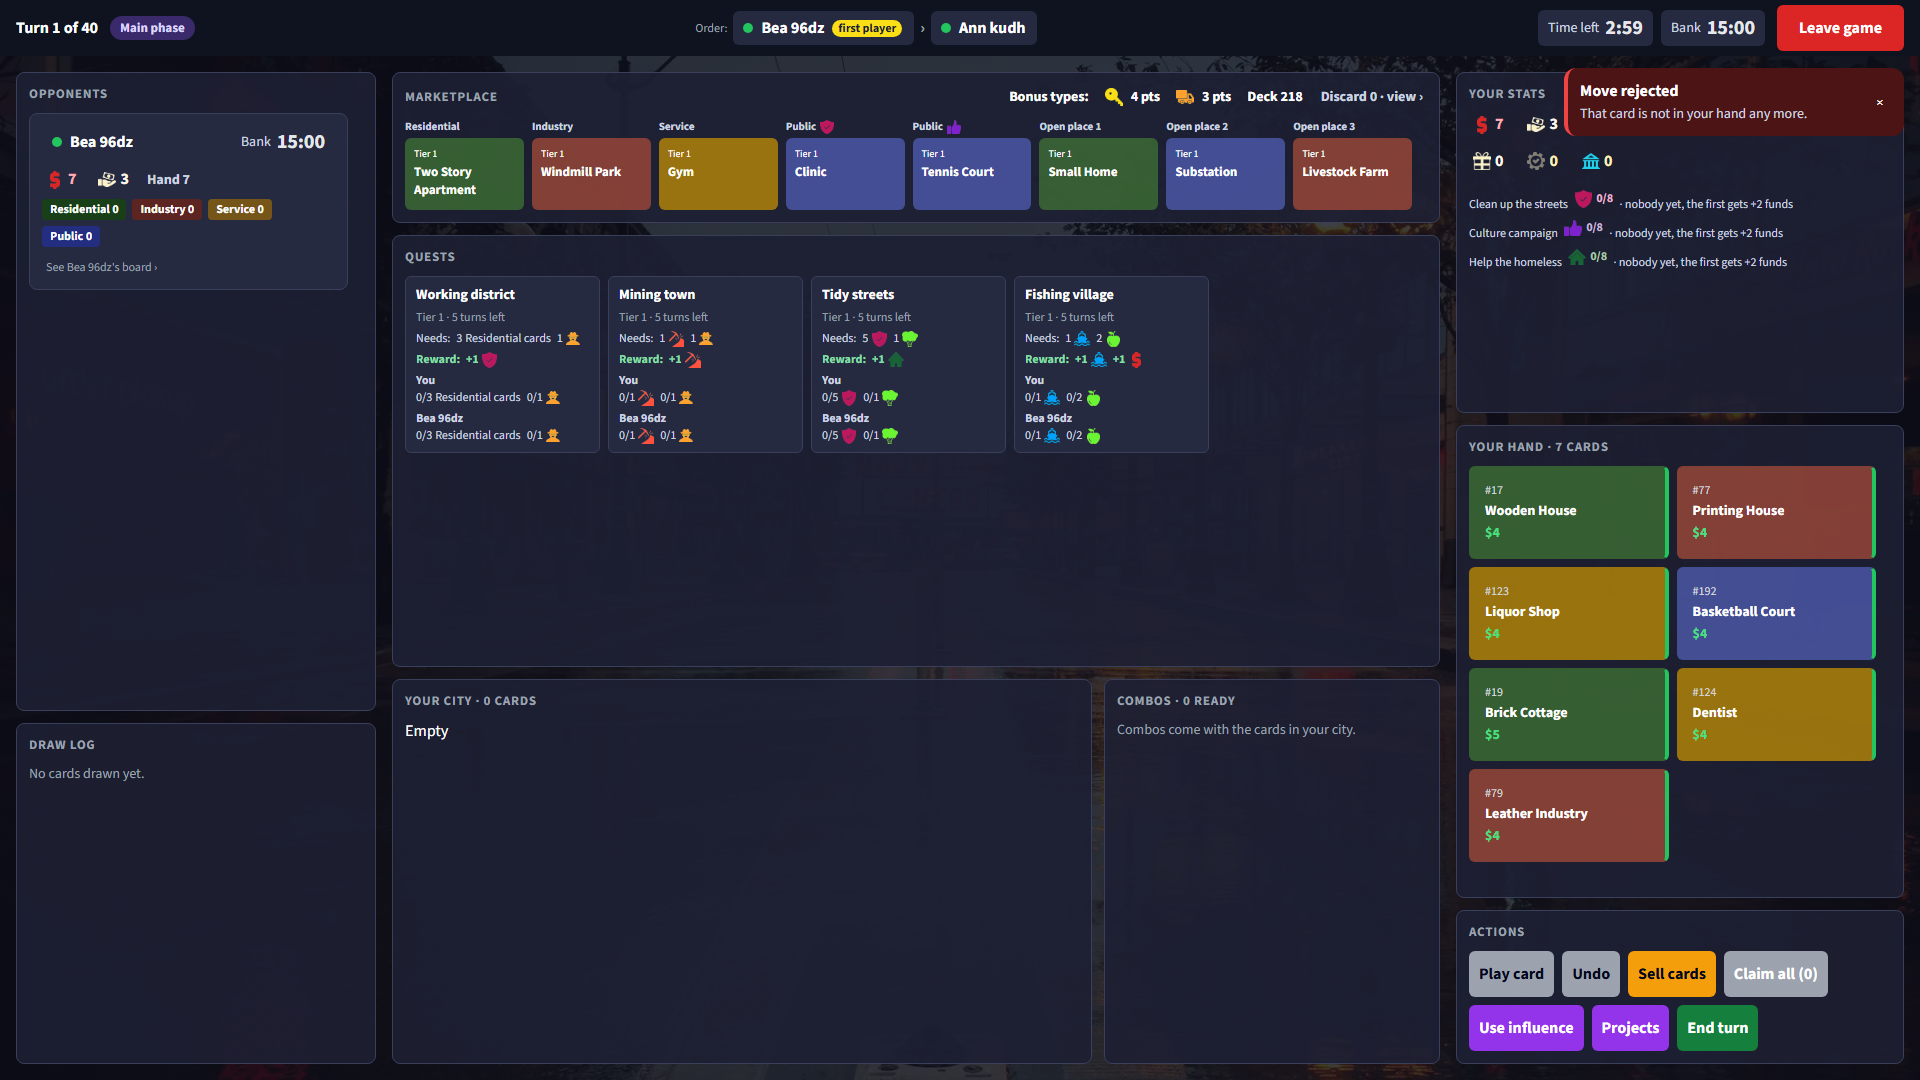 Turn 1 of 40
Main phase
Order:
Bea 96dz
first player
›
Ann kudh
Time left 2:59
Bank 15:00
Leave game
OPPONENTS
Bea 96dz
Bank 15:00
7
3
Hand 7
Residential 0
Industry 0
Service 0
Public 0
See Bea 96dz's board ›
DRAW LOG
No cards drawn yet.
MARKETPLACE
Bonus types:
4 pts
3 pts
Deck 218
Discard 0 · view ›
Residential
Industry
Service
Public
Public
Open place 1
Open place 2
Open place 3
Tier 1
Two Story
Apartment
Tier 1
Windmill Park
Tier 1
Gym
Tier 1
Clinic
Tier 1
Tennis Court
Tier 1
Small Home
Tier 1
Substation
Tier 1
Livestock Farm
QUESTS
Working district
Tier 1 · 5 turns left
Needs: 3 Residential cards 1
Reward: +1
You
0/3 Residential cards 0/1
Bea 96dz
0/3 Residential cards 0/1
Mining town
Tier 1 · 5 turns left
Needs: 1 1
Reward: +1
You
0/1 0/1
Bea 96dz
0/1 0/1
Tidy streets
Tier 1 · 5 turns left
Needs: 5 1
Reward: +1
You
0/5 0/1
Bea 96dz
0/5 0/1
Fishing village
Tier 1 · 5 turns left
Needs: 1 2
Reward: +1 +1
You
0/1 0/2
Bea 96dz
0/1 0/2
YOUR CITY · 0 CARDS
Empty
COMBOS · 0 READY
Combos come with the cards in your city.
YOUR STATS
7
3
Move rejected
That card is not in your hand any more.
×
0
0
0
Clean up the streets 0/8 · nobody yet, the first gets +2 funds
Culture campaign 0/8 · nobody yet, the first gets +2 funds
Help the homeless 0/8 · nobody yet, the first gets +2 funds
YOUR HAND · 7 CARDS
#17
Wooden House
$4
#77
Printing House
$4
#123
Liquor Shop
$4
#192
Basketball Court
$4
#19
Brick Cottage
$5
#124
Dentist
$4
#79
Leather Industry
$4
ACTIONS
Play card
Undo
Sell cards
Claim all (0)
Use influence
Projects
End turn